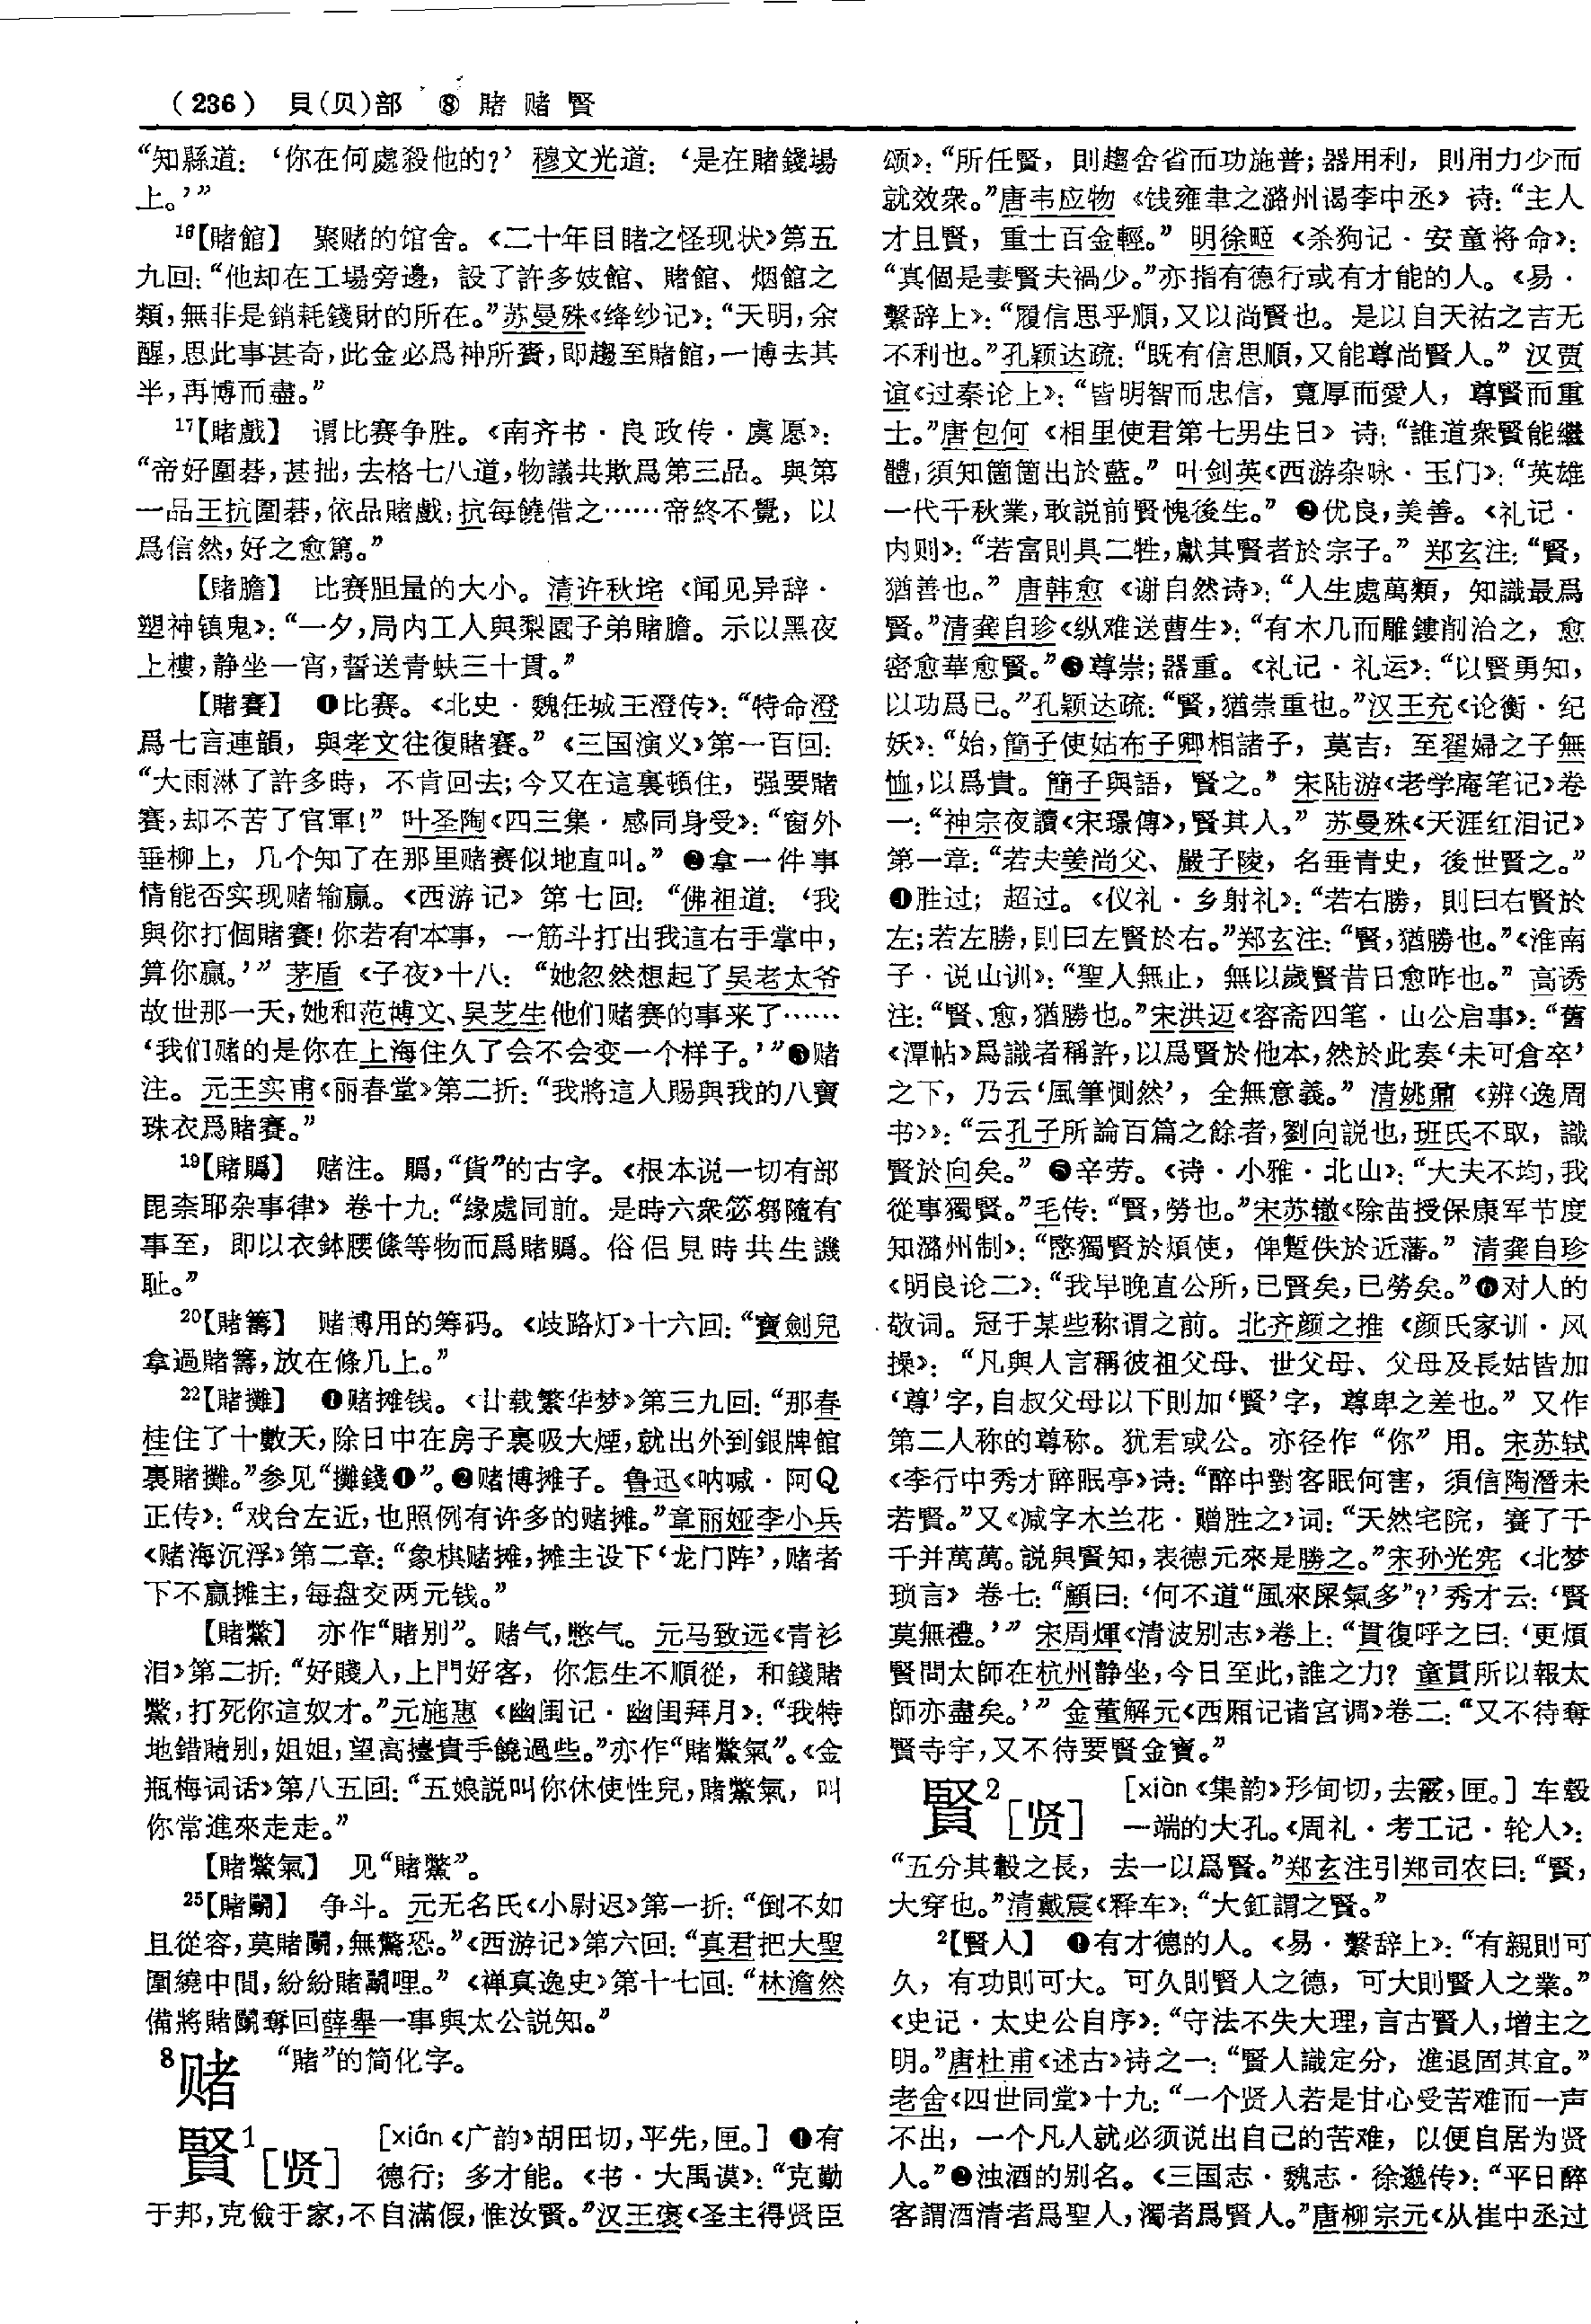 (236) 貝(贝)部 ⑧ 賭 赌 賢
“知縣道：‘你在何處殺他的？’ 穆文光道：‘是在賭錢場
上。’”
16【賭館】 聚赌的馆舍。《二十年目睹之怪现状》第五
九回：“他却在工場旁邊，設了許多妓館、賭館、烟館之
類，無非是銷耗錢財的所在。”苏曼殊《绛纱记》：“天明，余
醒，思此事甚奇，此金必爲神所賚，即趨至賭館，一博去其
半，再博而盡。”
17【賭戲】 谓比赛争胜。《南齐书·良政传·虞愿》：
“帝好圍碁，甚拙，去格七八道，物議共欺爲第三品。與第
一品王抗圍碁，依品賭戲，抗每饒借之……帝終不覺，以
爲信然，好之愈篤。”
【賭膽】 比赛胆量的大小。清许秋垞《闻见异辞·
塑神镇鬼》：“一夕，局内工人與梨園子弟賭膽。示以黑夜
上樓，静坐一宵，誓送青蚨三十貫。”
【賭賽】 ❶比赛。《北史·魏任城王澄传》：“特命澄
爲七言連韻，與孝文往復賭賽。”《三国演义》第一百回：
“大雨淋了許多時，不肯回去；今又在這裏頓住，强要賭
賽，却不苦了官軍！” 叶圣陶《四三集·感同身受》：“窗外
垂柳上，几个知了在那里赌赛似地直叫。” ❷拿一件事
情能否实现赌输赢。《西游记》第七回：“佛祖道：‘我
與你打個賭賽！你若有本事，一筋斗打出我這右手掌中，
算你贏。’” 茅盾《子夜》十八：“她忽然想起了吴老太爷
故世那一天，她和范博文、吴芝生他们赌赛的事来了……
‘我们赌的是你在上海住久了会不会变一个样子。’”❸赌
注。元王实甫《丽春堂》第二折：“我將這人賜與我的八寶
珠衣爲賭賽。”
19【賭賵】 赌注。賵，“貨”的古字。《根本说一切有部
毘奈耶杂事律》卷十九：“緣處同前。是時六衆苾芻隨有
事至，即以衣鉢腰絛等物而爲賭賵。俗侣見時共生譏
耻。”
20【賭籌】 赌博用的筹码。《歧路灯》十六回：“寶劍兒
拿過賭籌，放在條几上。”
22【賭攤】 ❶赌摊钱。《廿载繁华梦》第三九回：“那春
桂住了十數天，除日中在房子裏吸大煙，就出外到銀牌館
裏賭攤。”参见“攤錢❶”。❷赌博摊子。鲁迅《呐喊·阿Q
正传》：“戏台左近，也照例有许多的赌摊。”章丽娅李小兵
《赌海沉浮》第二章：“象棋赌摊，摊主设下‘龙门阵’，赌者
下不赢摊主，每盘交两元钱。”
【賭鱉】 亦作“賭别”。赌气，憋气。元马致远《青衫
泪》第二折：“好賤人，上門好客，你怎生不順從，和錢賭
鱉，打死你這奴才。”元施惠《幽闺记·幽闺拜月》：“我特
地錯賭别，姐姐，望高擡貴手饒過些。”亦作“賭鱉氣”。《金
瓶梅词话》第八五回：“五娘説叫你休使性兒，賭鱉氣，叫
你常進來走走。”
【賭鱉氣】 见“賭鱉”。
25【賭鬭】 争斗。元无名氏《小尉迟》第一折：“倒不如
且從容，莫賭鬭，無驚恐。”《西游记》第六回：“真君把大聖
圍繞中間，紛紛賭鬭哩。” 《禅真逸史》第十七回：“林澹然
備將賭鬭奪回薛舉一事與太公説知。”
8赌 “賭”的简化字。
賢1［贤］ ［xián《广韵》胡田切，平先，匣。］ ❶有
德行；多才能。《书·大禹谟》：“克勤
于邦，克儉于家，不自滿假，惟汝賢。”汉王褒《圣主得贤臣
颂》：“所任賢，則趨舍省而功施普；器用利，則用力少而
就效衆。”唐韦应物《饯雍聿之潞州谒李中丞》诗：“主人
才且賢，重士百金輕。” 明徐𤱻《杀狗记·安童将命》：
“真個是妻賢夫禍少。”亦指有德行或有才能的人。《易·
繫辞上》：“履信思乎順，又以尚賢也。是以自天祐之吉无
不利也。”孔颖达疏：“既有信思順，又能尊尚賢人。” 汉贾
谊《过秦论上》：“皆明智而忠信，寬厚而愛人，尊賢而重
士。”唐包何《相里使君第七男生日》诗：“誰道衆賢能繼
體，須知箇箇出於藍。” 叶剑英《西游杂咏·玉门》：“英雄
一代千秋業，敢説前賢愧後生。” ❷优良，美善。《礼记·
内则》：“若富則具二牲，獻其賢者於宗子。” 郑玄注：“賢，
猶善也。” 唐韩愈《谢自然诗》：“人生處萬類，知識最爲
賢。”清龚自珍《纵难送曹生》：“有木几而雕鏤削治之，愈
密愈華愈賢。”❸尊崇；器重。《礼记·礼运》：“以賢勇知，
以功爲己。”孔颖达疏：“賢，猶崇重也。”汉王充《论衡·纪
妖》：“始，簡子使姑布子卿相諸子，莫吉；至翟婦之子無
恤，以爲貴。簡子與語，賢之。” 宋陆游《老学庵笔记》卷
一：“神宗夜讀《宋璟傳》，賢其人。” 苏曼殊《天涯红泪记》
第一章：“若夫姜尚父、嚴子陵，名垂青史，後世賢之。”
❹胜过；超过。《仪礼·乡射礼》：“若右勝，則曰右賢於
左；若左勝，則曰左賢於右。”郑玄注：“賢，猶勝也。”《淮南
子·说山训》：“聖人無止，無以歲賢昔日愈昨也。” 高诱
注：“賢、愈，猶勝也。”宋洪迈《容斋四笔·山公启事》：“舊
《潭帖》爲識者稱許，以爲賢於他本，然於此奏‘未可倉卒’
之下，乃云‘風筆惻然’，全無意義。” 清姚鼐《辨〈逸周
书〉》：“云孔子所論百篇之餘者，劉向説也，班氏不取，識
賢於向矣。” ❺辛劳。《诗·小雅·北山》：“大夫不均，我
從事獨賢。”毛传：“賢，勞也。”宋苏辙《除苗授保康军节度
知潞州制》：“愍獨賢於煩使，俾蹔佚於近藩。” 清龚自珍
《明良论二》：“我早晚直公所，已賢矣，已勞矣。”❻对人的
敬词。冠于某些称谓之前。北齐颜之推《颜氏家训·风
操》：“凡與人言稱彼祖父母、世父母、父母及長姑皆加
‘尊’字，自叔父母以下則加‘賢’字，尊卑之差也。” 又作
第二人称的尊称。犹君或公。亦径作“你”用。宋苏轼
《李行中秀才醉眠亭》诗：“醉中對客眠何害，須信陶潛未
若賢。”又《减字木兰花·赠胜之》词：“天然宅院，賽了千
千并萬萬。説與賢知，表德元來是勝之。”宋孙光宪《北梦
琐言》卷七：“顧曰：‘何不道“風來屎氣多”？’秀才云：‘賢
莫無禮。’” 宋周煇《清波别志》卷上：“貫復呼之曰：‘更煩
賢問太師在杭州静坐，今日至此，誰之力？童貫所以報太
師亦盡矣。’” 金董解元《西厢记诸宫调》卷二：“又不待奪
賢寺宇，又不待要賢金寶。”
賢2［贤］ ［xiàn《集韵》形甸切，去霰，匣。］车毂
一端的大孔。《周礼·考工记·轮人》：
“五分其轂之長，去一以爲賢。”郑玄注引郑司农曰：“賢，
大穿也。”清戴震《释车》：“大釭謂之賢。”
2【賢人】 ❶有才德的人。《易·繫辞上》：“有親則可
久，有功則可大。可久則賢人之德，可大則賢人之業。”
《史记·太史公自序》：“守法不失大理，言古賢人，增主之
明。”唐杜甫《述古》诗之一：“賢人識定分，進退固其宜。”
老舍《四世同堂》十九：“一个贤人若是甘心受苦难而一声
不出，一个凡人就必须说出自己的苦难，以便自居为贤
人。”❷浊酒的别名。《三国志·魏志·徐邈传》：“平日醉
客謂酒清者爲聖人，濁者爲賢人。”唐柳宗元《从崔中丞过